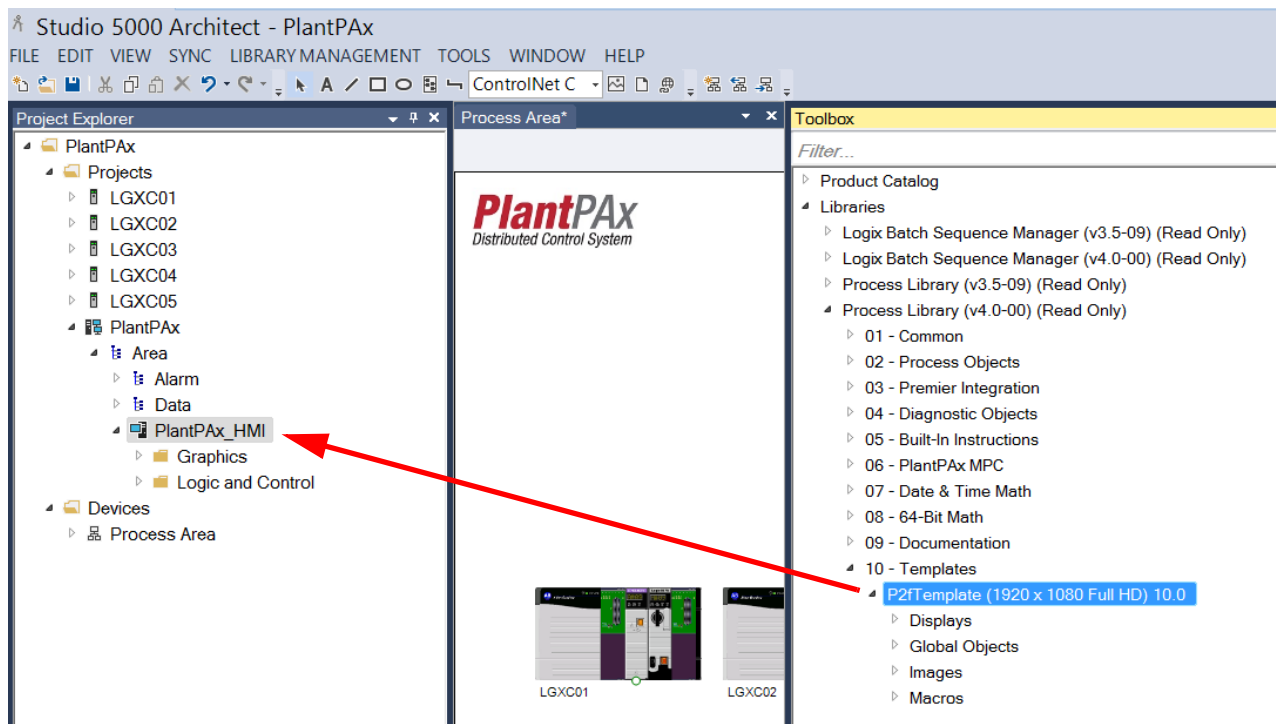 Studio 5000 Architect - PlantPAx
FILE EDIT VIEW SYNC LIBRARY MANAGEMENT TOOLS WINDOW HELP
ControlNet C
Project Explorer
PlantPAx
Projects
LGXC01
LGXC02
LGXC03
LGXC04
LGXC05
PlantPAx
Area
Alarm
Data
PlantPAx_HMI
Graphics
Logic and Control
Devices
Process Area
Process Area*
PlantPAx
Distributed Control System
LGXC01
LGXC02
Toolbox
Filter...
Product Catalog
Libraries
Logix Batch Sequence Manager (v3.5-09) (Read Only)
Logix Batch Sequence Manager (v4.0-00) (Read Only)
Process Library (v3.5-09) (Read Only)
Process Library (v4.0-00) (Read Only)
01 - Common
02 - Process Objects
03 - Premier Integration
04 - Diagnostic Objects
05 - Built-In Instructions
06 - PlantPAx MPC
07 - Date & Time Math
08 - 64-Bit Math
09 - Documentation
10 - Templates
P2fTemplate (1920 x 1080 Full HD) 10.0
Displays
Global Objects
Images
Macros